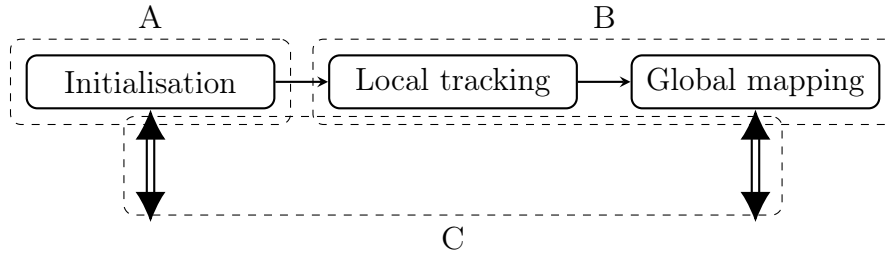 A
B
Initialisation
Local tracking
Global mapping
C